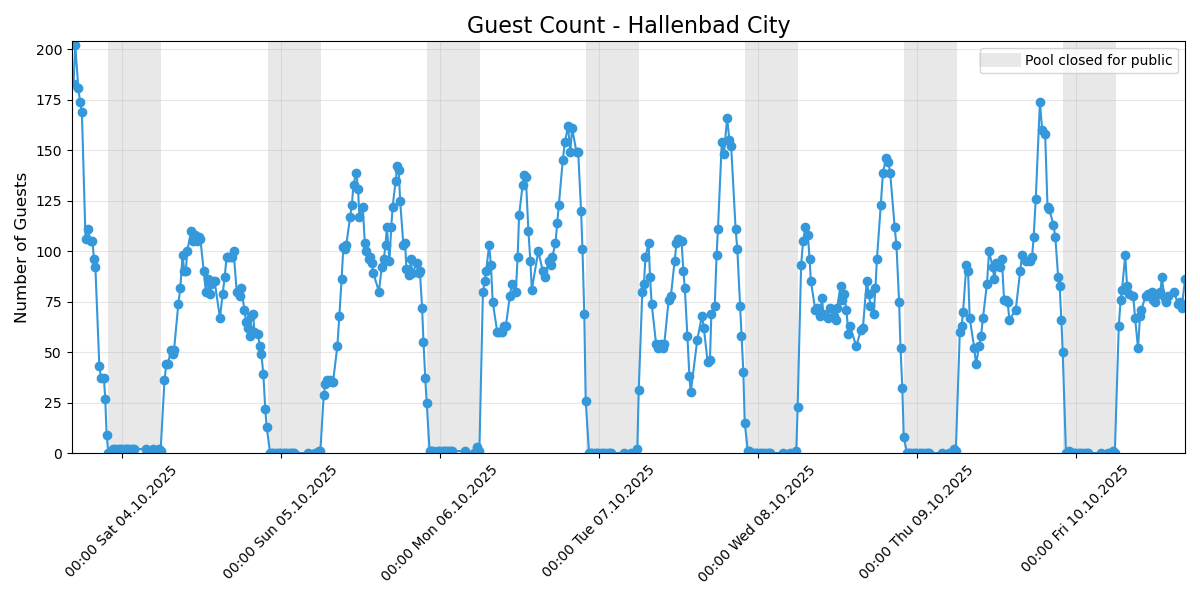 Guest Count - Hallenbad City
Pool closed for public
Number of Guests
200
175
150
125
100
75
50
25
0
00:00 Sat 04.10.2025
00:00 Sun 05.10.2025
00:00 Mon 06.10.2025
00:00 Tue 07.10.2025
00:00 Wed 08.10.2025
00:00 Thu 09.10.2025
00:00 Fri 10.10.2025